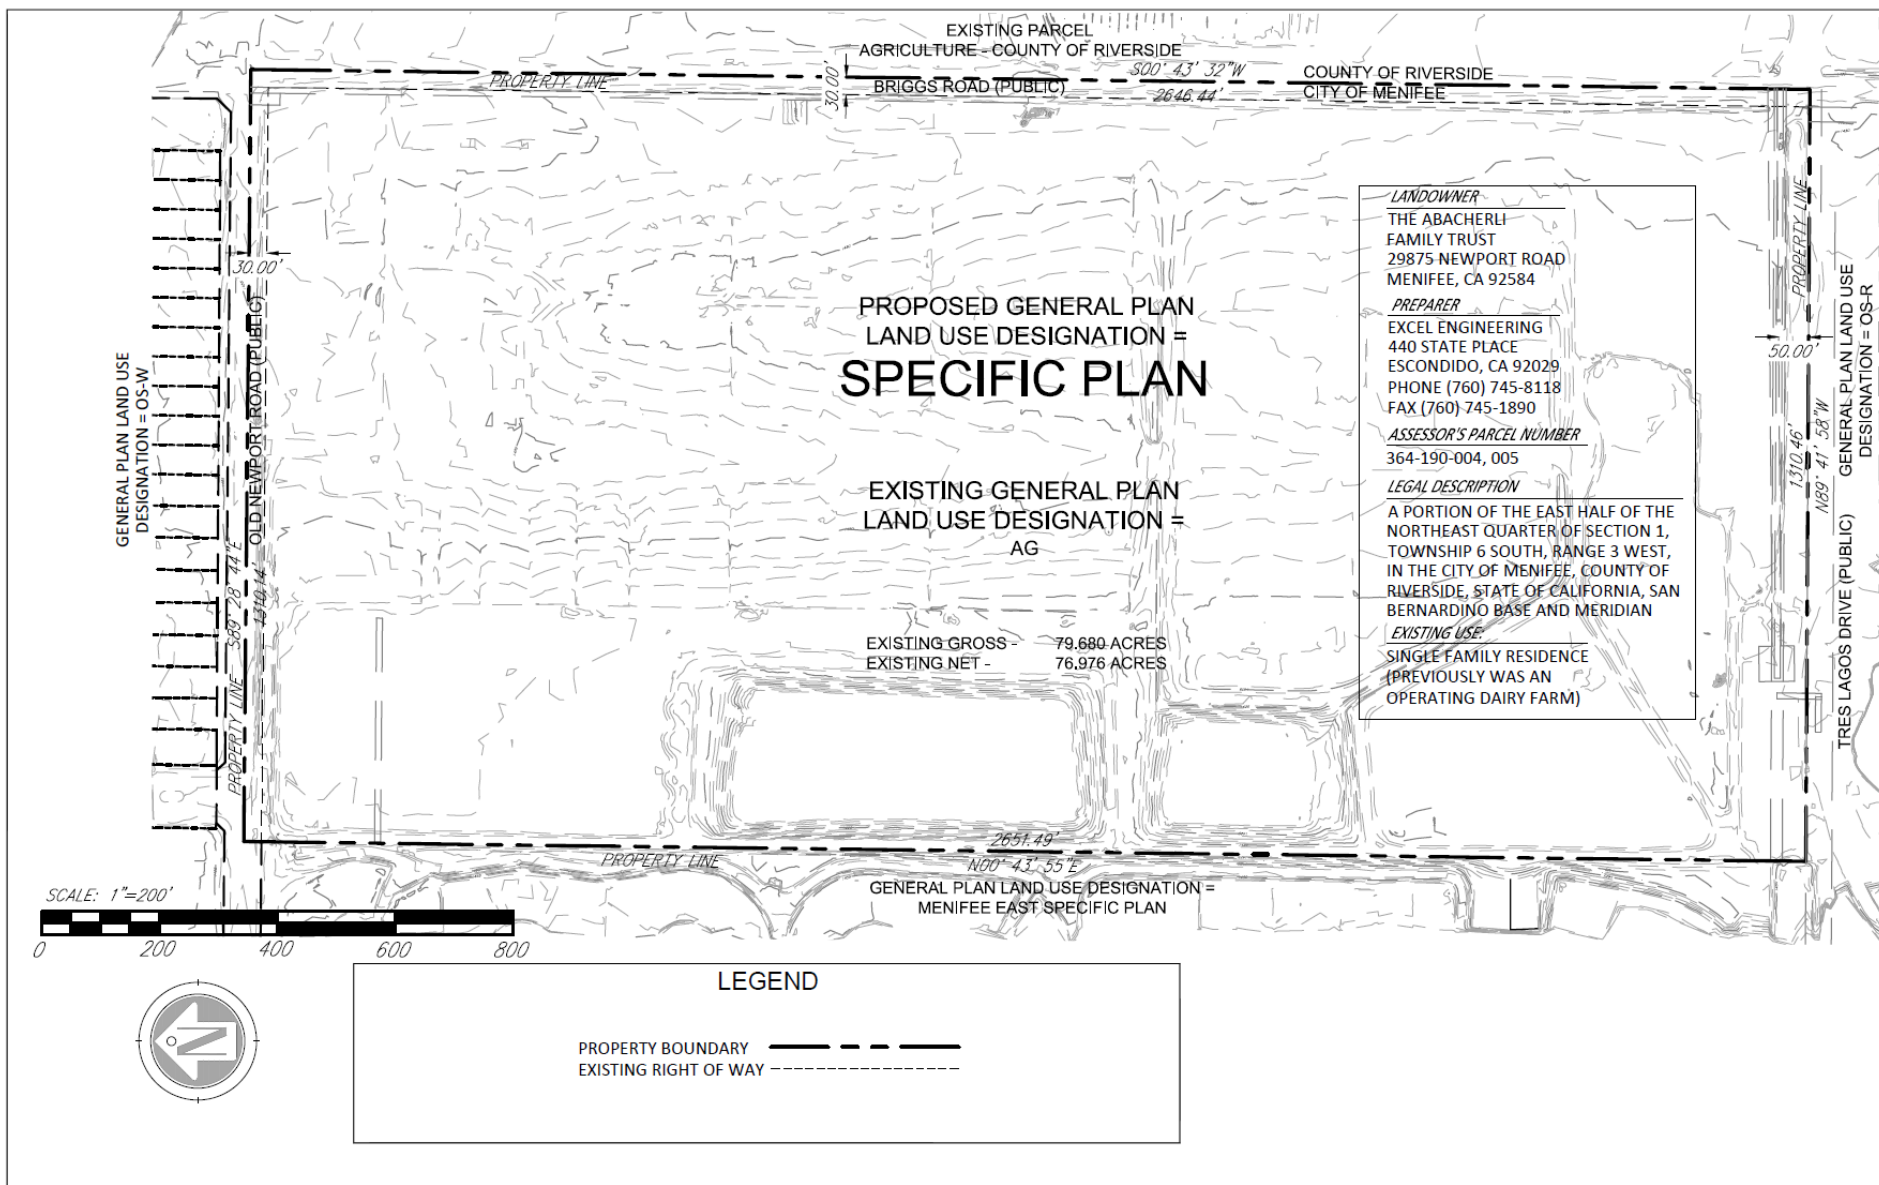 EXISTING PARCEL
AGRICULTURE - COUNTY OF RIVERSIDE
PROPERTY LINE
30.00'
BRIGGS ROAD (PUBLIC)
S00° 43' 32"W
2646.44'
COUNTY OF RIVERSIDE
CITY OF MENIFEE
30.00'
OLD NEWPORT ROAD (PUBLIC)
GENERAL PLAN LAND USE
DESIGNATION = OS-W
PROPERTY LINE
S89° 28' 44"E
1310.14'
PROPOSED GENERAL PLAN
LAND USE DESIGNATION =
SPECIFIC PLAN
EXISTING GENERAL PLAN
LAND USE DESIGNATION =
AG
EXISTING GROSS - 79.680 ACRES
EXISTING NET - 76.976 ACRES
LANDOWNER
THE ABACHERLI
FAMILY TRUST
29875 NEWPORT ROAD
MENIFEE, CA 92584
PREPARER
EXCEL ENGINEERING
440 STATE PLACE
ESCONDIDO, CA 92029
PHONE (760) 745-8118
FAX (760) 745-1890
ASSESSOR'S PARCEL NUMBER
364-190-004, 005
LEGAL DESCRIPTION
A PORTION OF THE EAST HALF OF THE
NORTHEAST QUARTER OF SECTION 1,
TOWNSHIP 6 SOUTH, RANGE 3 WEST,
IN THE CITY OF MENIFEE, COUNTY OF
RIVERSIDE, STATE OF CALIFORNIA, SAN
BERNARDINO BASE AND MERIDIAN
EXISTING USE:
SINGLE FAMILY RESIDENCE
(PREVIOUSLY WAS AN
OPERATING DAIRY FARM)
PROPERTY LINE
50.00'
1310.46'
N89° 41' 58"W
TRES LAGOS DRIVE (PUBLIC)
GENERAL PLAN LAND USE
DESIGNATION = OS-R
2651.49'
N00° 43' 55"E
PROPERTY LINE
GENERAL PLAN LAND USE DESIGNATION =
MENIFEE EAST SPECIFIC PLAN
SCALE: 1"=200'
0 200 400 600 800
N
LEGEND
PROPERTY BOUNDARY
EXISTING RIGHT OF WAY